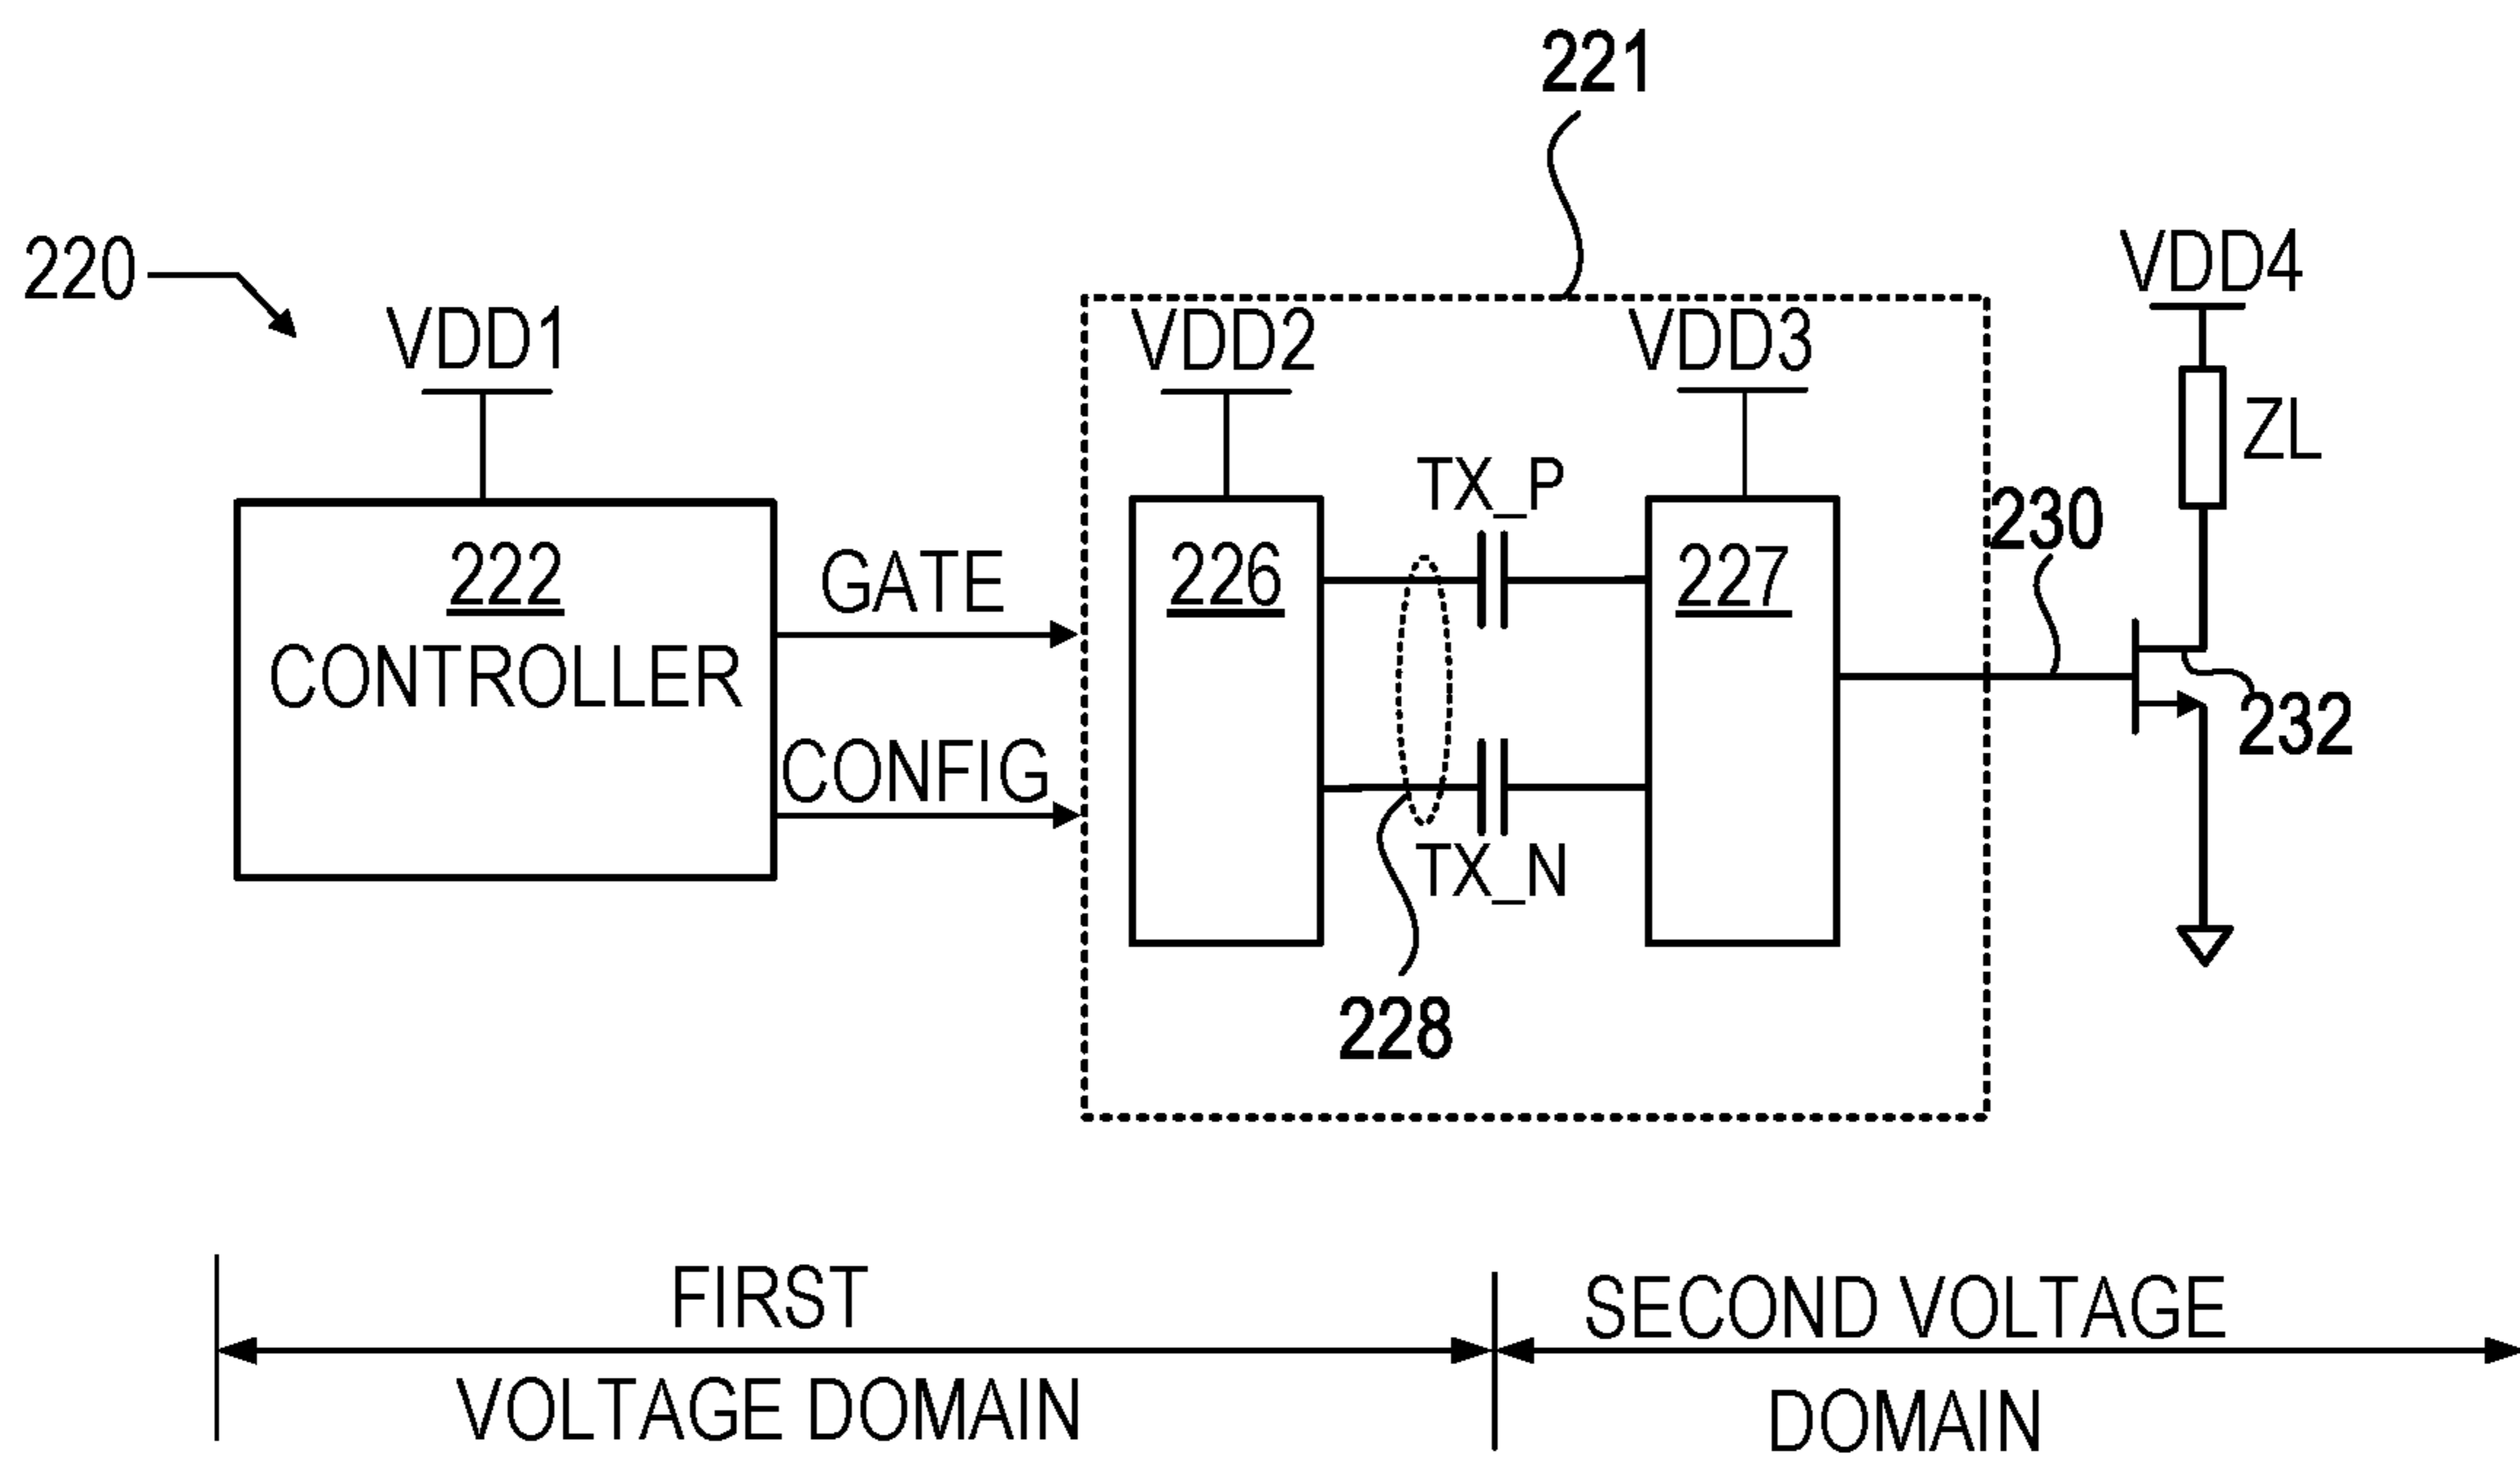 221
220
VDD1
VDD2
VDD3
VDD4
ZL
TX_P
230
222
CONTROLLER
GATE
CONFIG
226
227
232
TX_N
228
FIRST
VOLTAGE DOMAIN
SECOND VOLTAGE
DOMAIN